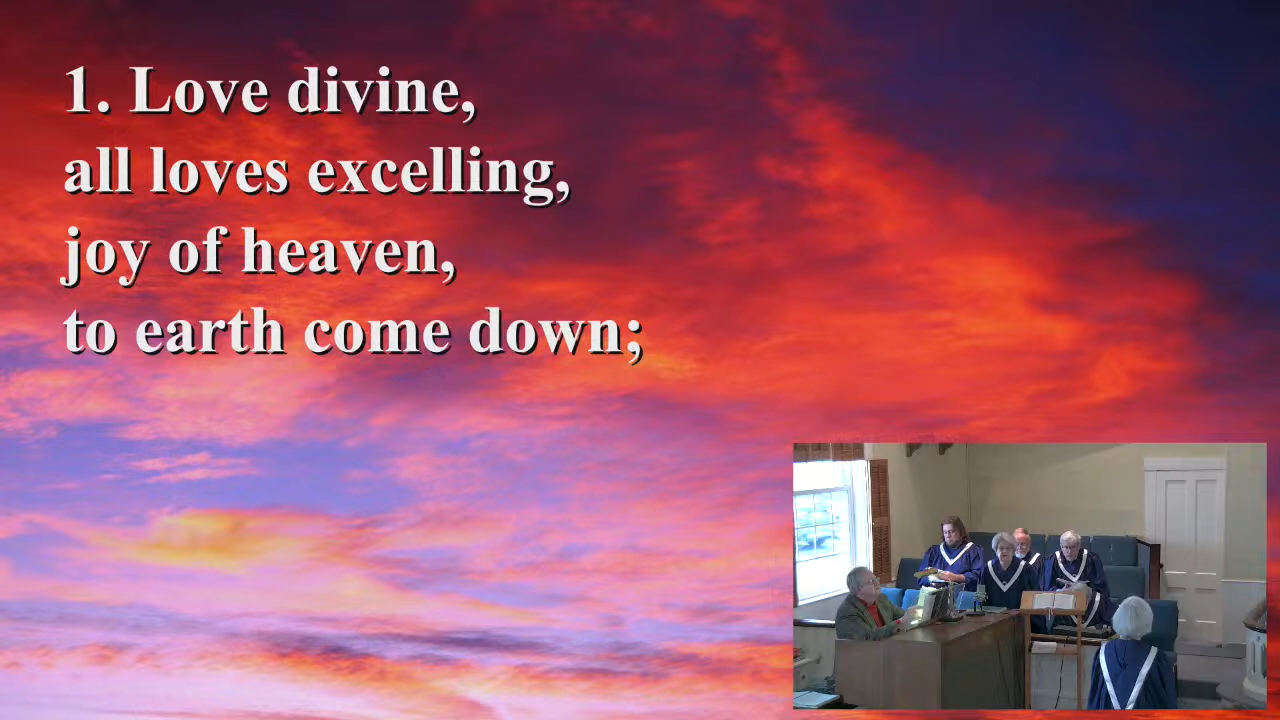 1. Love divine,
all loves excelling,
joy of heaven,
to earth come down;